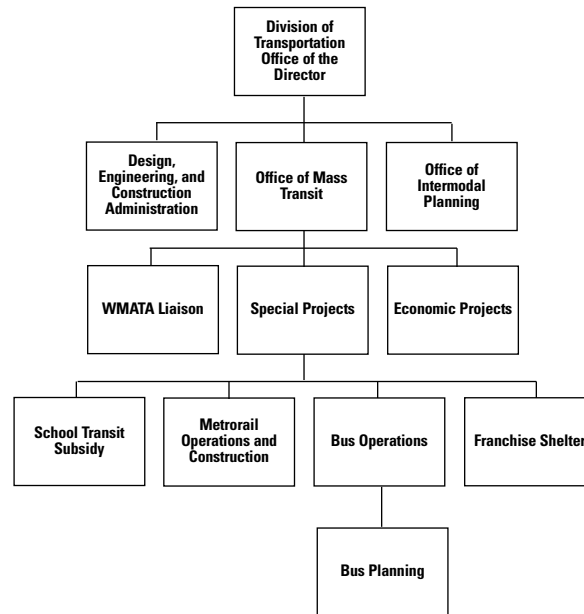 Division of
Transportation
Office of the
Director
Design,
Engineering, and
Construction
Administration
Office of Mass
Transit
Office of
Intermodal
Planning
WMATA Liaison
Special Projects
Economic Projects
School Transit
Subsidy
Metrorail
Operations and
Construction
Bus Operations
Franchise Shelter
Bus Planning